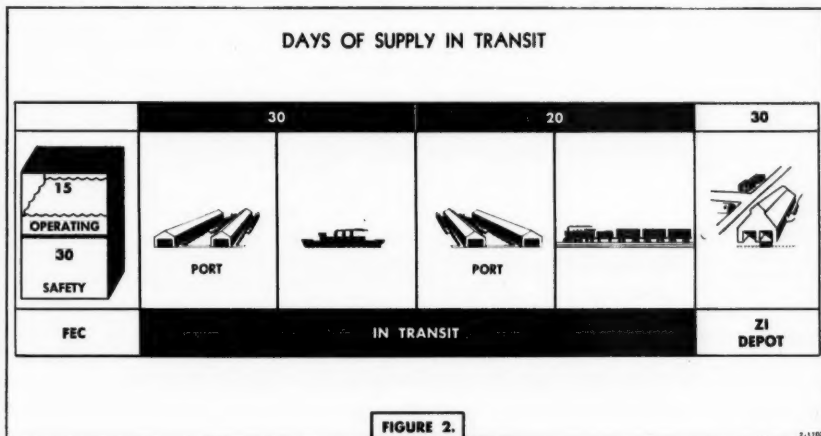 DAYS OF SUPPLY IN TRANSIT
30 20 30
15
OPERATING
30
SAFETY
PORT PORT
FEC IN TRANSIT ZI DEPOT
FIGURE 2.